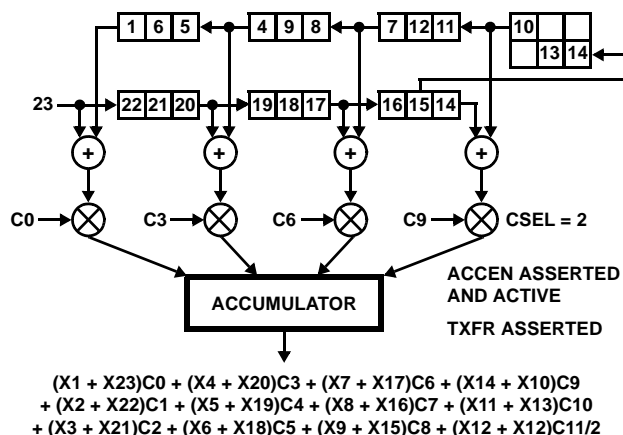 1 6 5 4 9 8 7 12 11 10
13 14
23 22 21 20 19 18 17 16 15 14
+ + + +
C0 C3 C6 C9 CSEL = 2
ACCEN ASSERTED
AND ACTIVE
ACCUMULATOR
TXFR ASSERTED
(X1 + X23)C0 + (X4 + X20)C3 + (X7 + X17)C6 + (X14 + X10)C9
+ (X2 + X22)C1 + (X5 + X19)C4 + (X8 + X16)C7 + (X11 + X13)C10
+ (X3 + X21)C2 + (X6 + X18)C5 + (X9 + X15)C8 + (X12 + X12)C11/2